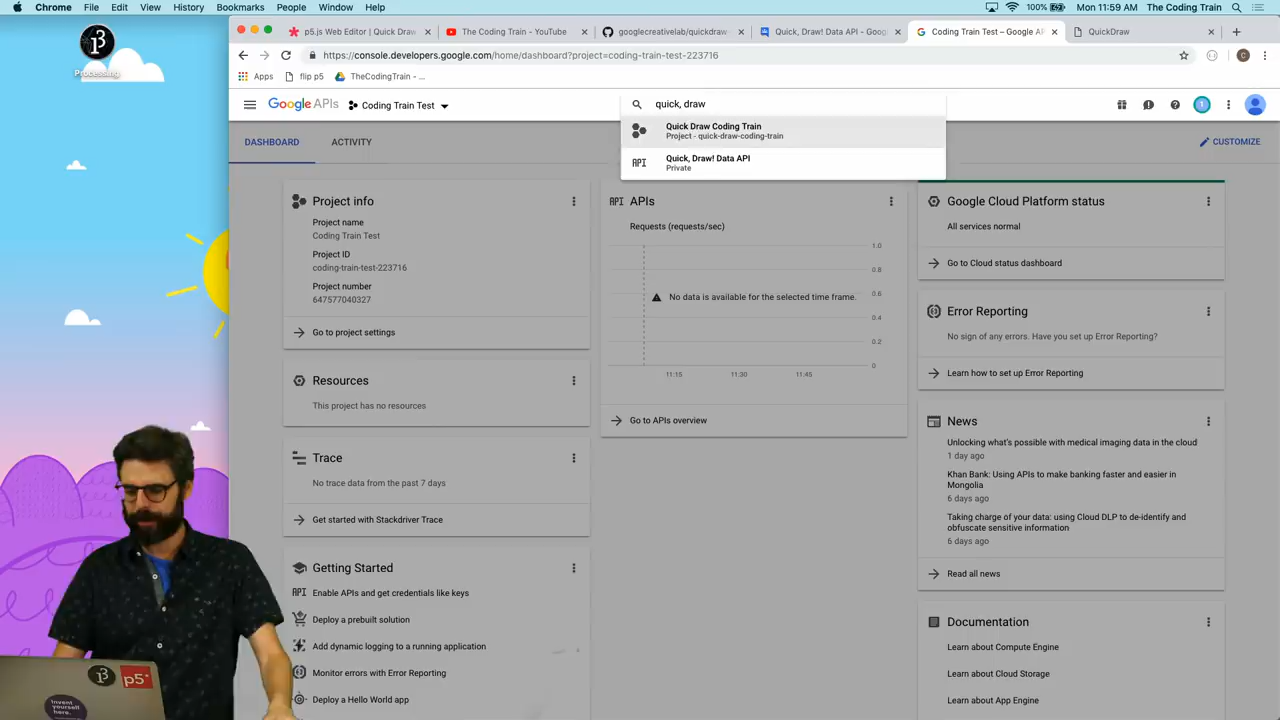 Chrome File Edit View History Bookmarks People Window Help
100% Mon 11:59 AM The Coding Train
Processing
p5.js Web Editor | Quick Draw
The Coding Train - YouTube
googlecreativelab/quickdraw
Quick, Draw! Data API - Goog
Coding Train Test – Google AP
QuickDraw
https://console.developers.google.com/home/dashboard?project=coding-train-test-223716
C
Apps flip p5 TheCodingTrain - ...
Google APIs Coding Train Test
quick, draw
1
Quick Draw Coding Train
Project - quick-draw-coding-train
API Quick, Draw! Data API
Private
DASHBOARD ACTIVITY
CUSTOMIZE
Project info
Project name
Coding Train Test
Project ID
coding-train-test-223716
Project number
647577040327
Go to project settings
Resources
This project has no resources
Trace
No trace data from the past 7 days
Get started with Stackdriver Trace
Getting Started
API Enable APIs and get credentials like keys
Deploy a prebuilt solution
Add dynamic logging to a running application
Monitor errors with Error Reporting
Deploy a Hello World app
API APIs
Requests (requests/sec)
1.0
0.8
0.6
0.4
0.2
0
No data is available for the selected time frame.
11:15 11:30 11:45
Go to APIs overview
Google Cloud Platform status
All services normal
Go to Cloud status dashboard
Error Reporting
No sign of any errors. Have you set up Error Reporting?
Learn how to set up Error Reporting
News
Unlocking what's possible with medical imaging data in the cloud
1 day ago
Khan Bank: Using APIs to make banking faster and easier in
Mongolia
6 days ago
Taking charge of your data: using Cloud DLP to de-identify and
obfuscate sensitive information
6 days ago
Read all news
Documentation
Learn about Compute Engine
Learn about Cloud Storage
Learn about App Engine
p5*
Invent
yourself
here.